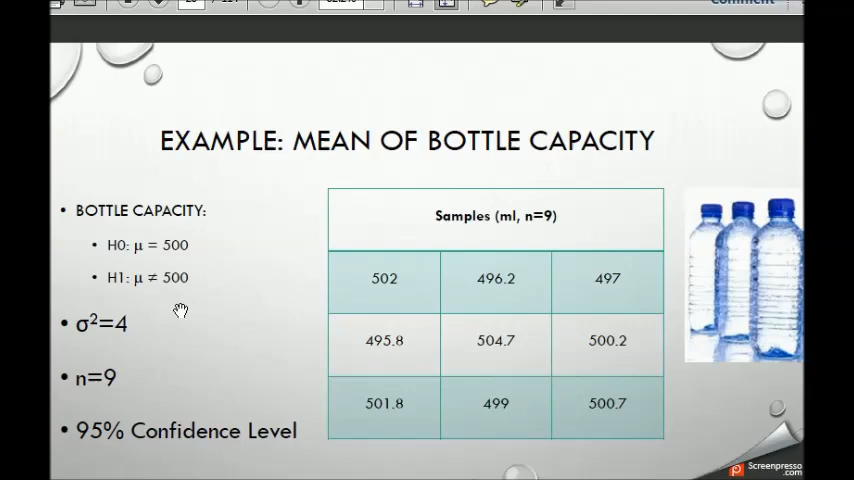 EXAMPLE: MEAN OF BOTTLE CAPACITY
• BOTTLE CAPACITY:
• H0: μ = 500
• H1: μ ≠ 500
• σ²=4
• n=9
• 95% Confidence Level
Samples (ml, n=9)
502 496.2 497
495.8 504.7 500.2
501.8 499 500.7
Screenpresso
.com